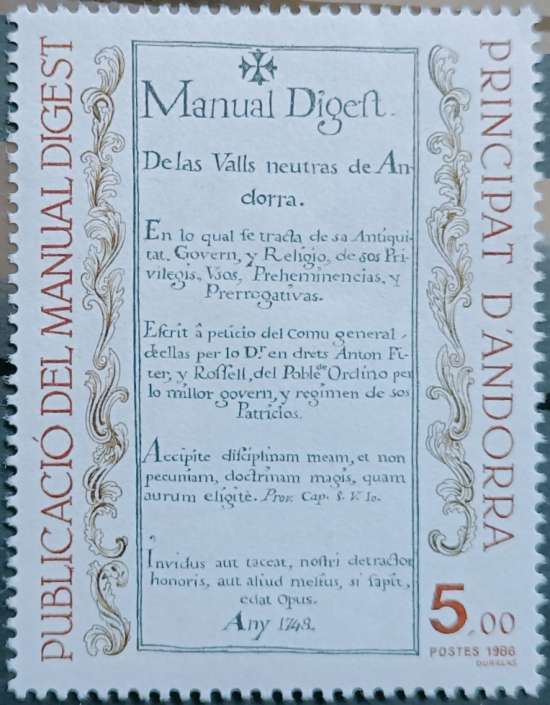 PUBLICACIÓ DEL MANUAL DIGEST
Manual Digeſt.
De las Valls neutras de An-
dorra.
En lo qual ſe tracta de sa Antiqui-
tat, Govern, y Religio, de sos Pri-
vilegis, Vsos, Preheminencias, y
Prerrogativas.
Eſcrit â peticio del comu general
dellas per lo Dr. en drets Anton Fi-
ter, y Roſſell, del Poble de Ordino per
lo millor govern, y regimen de sos
Patricios.
Accipite diſciplinam meam, et non
pecuniam, doctrinam magis, quam
aurum eligite. Prov. Cap. 8. V. Io.
Invidus aut taceat, noſtri detractor
honoris, aut aliud melius, si ſapit,
edat Opus.
Any 1748.
PRINCIPAT D'ANDORRA
5,00
POSTES 1986
DURRENS